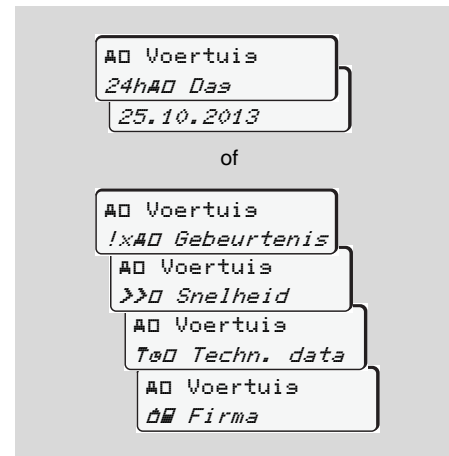 Voertuig
24h Dag
25.10.2013
of
Voertuig
!x Gebeurtenis
Voertuig
>> Snelheid
Voertuig
T Techn. data
Voertuig
Firma